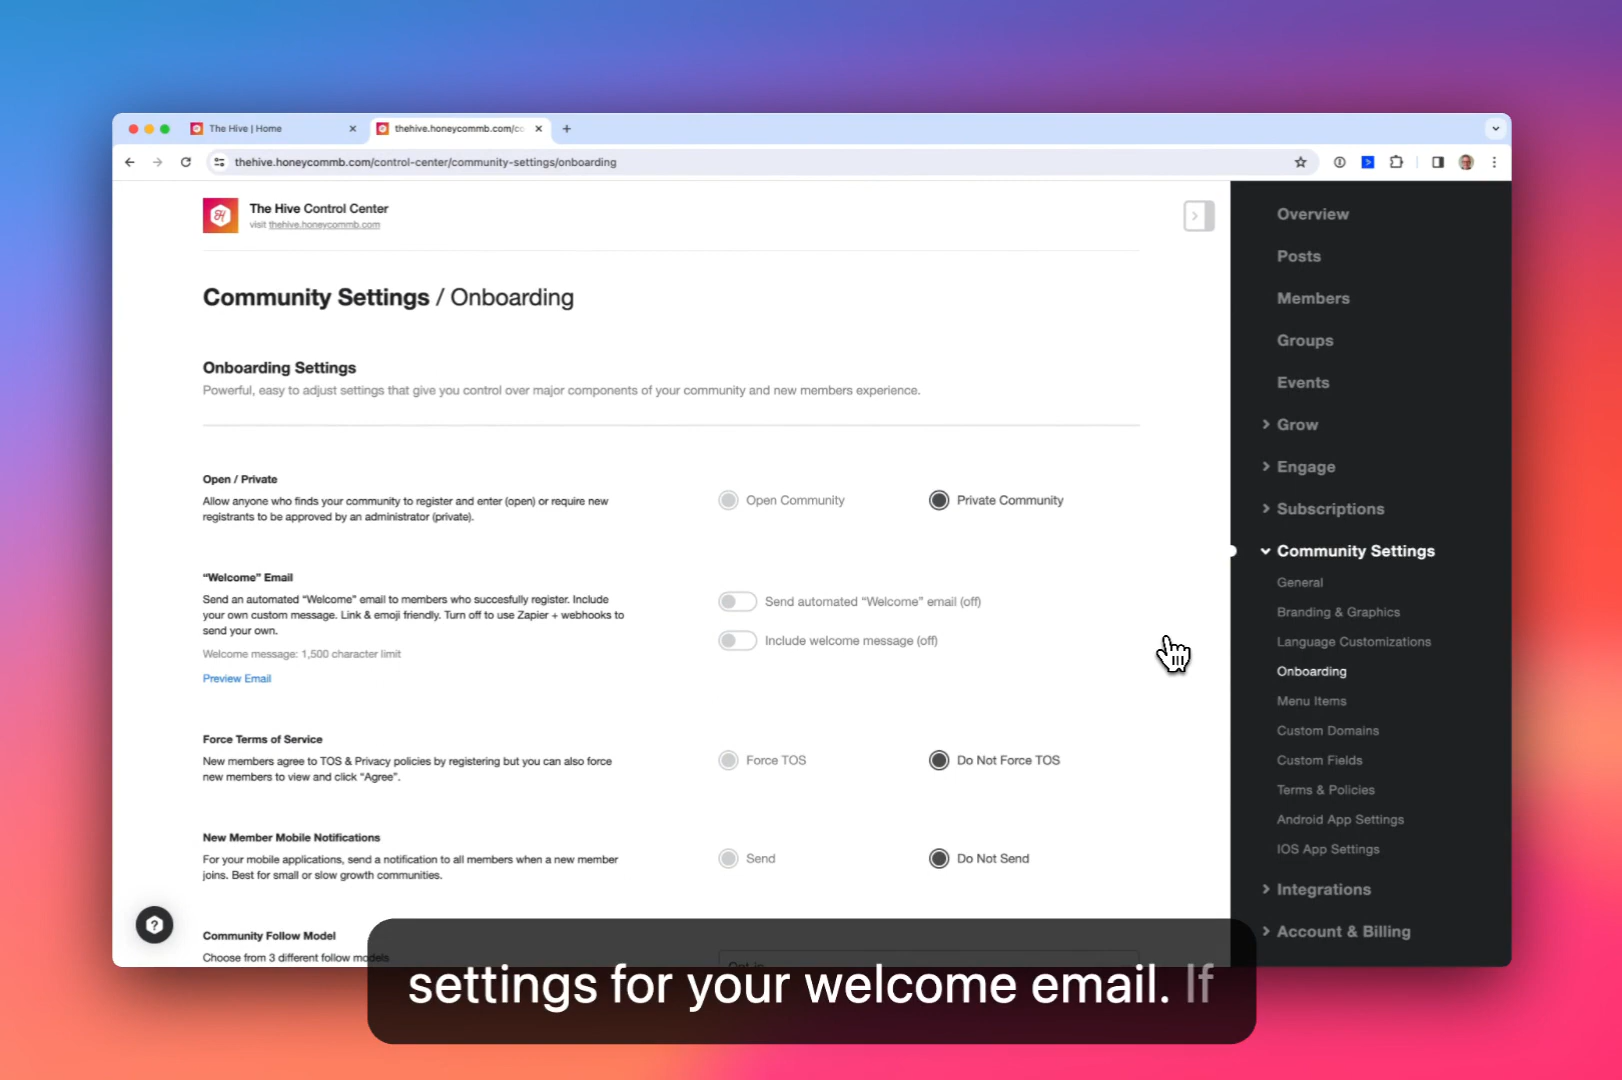 The Hive | Home
thehive.honeycommb.com/co
thehive.honeycommb.com/control-center/community-settings/onboarding
The Hive Control Center
visit thehive.honeycommb.com
Community Settings / Onboarding
Onboarding Settings
Powerful, easy to adjust settings that give you control over major components of your community and new members experience.
Open / Private
Allow anyone who finds your community to register and enter (open) or require new
registrants to be approved by an administrator (private).
Open Community
Private Community
“Welcome” Email
Send an automated “Welcome” email to members who succesfully register. Include
your own custom message. Link & emoji friendly. Turn off to use Zapier + webhooks to
send your own.
Welcome message: 1,500 character limit
Preview Email
Send automated “Welcome” email (off)
Include welcome message (off)
Force Terms of Service
New members agree to TOS & Privacy policies by registering but you can also force
new members to view and click “Agree”.
Force TOS
Do Not Force TOS
New Member Mobile Notifications
For your mobile applications, send a notification to all members when a new member
joins. Best for small or slow growth communities.
Send
Do Not Send
Community Follow Model
Choose from 3 different follow models
Overview
Posts
Members
Groups
Events
Grow
Engage
Subscriptions
Community Settings
General
Branding & Graphics
Language Customizations
Onboarding
Menu Items
Custom Domains
Custom Fields
Terms & Policies
Android App Settings
IOS App Settings
Integrations
Account & Billing
settings for your welcome email. If